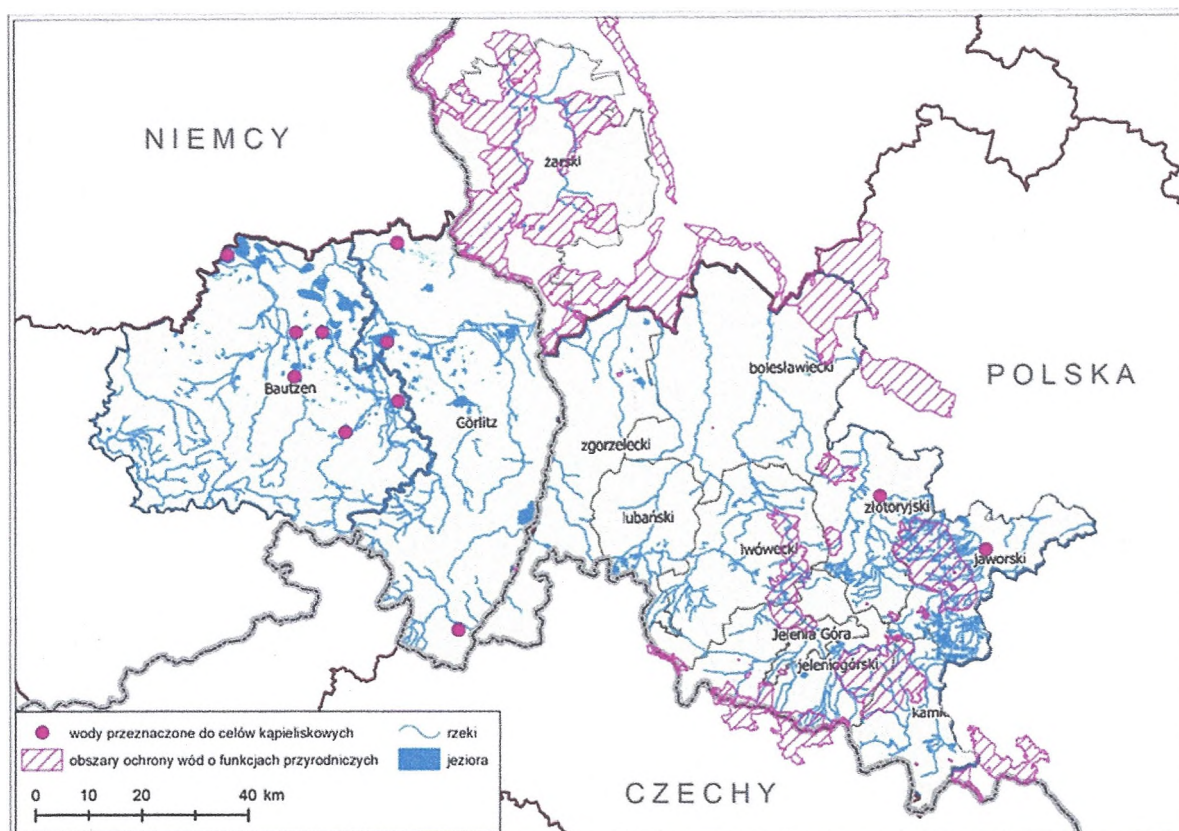 NIEMCY
żarski
bolesławiecki
POLSKA
Bautzen
Görlitz
zgorzelecki
złotoryjski
lubański
lwówecki
jaworski
Jelenia Góra
jeleniogórski
CZECHY
wody przeznaczone do celów kąpieliskowych
rzeki
obszary ochrony wód o funkcjach przyrodniczych
jeziora
0 10 20 40 km